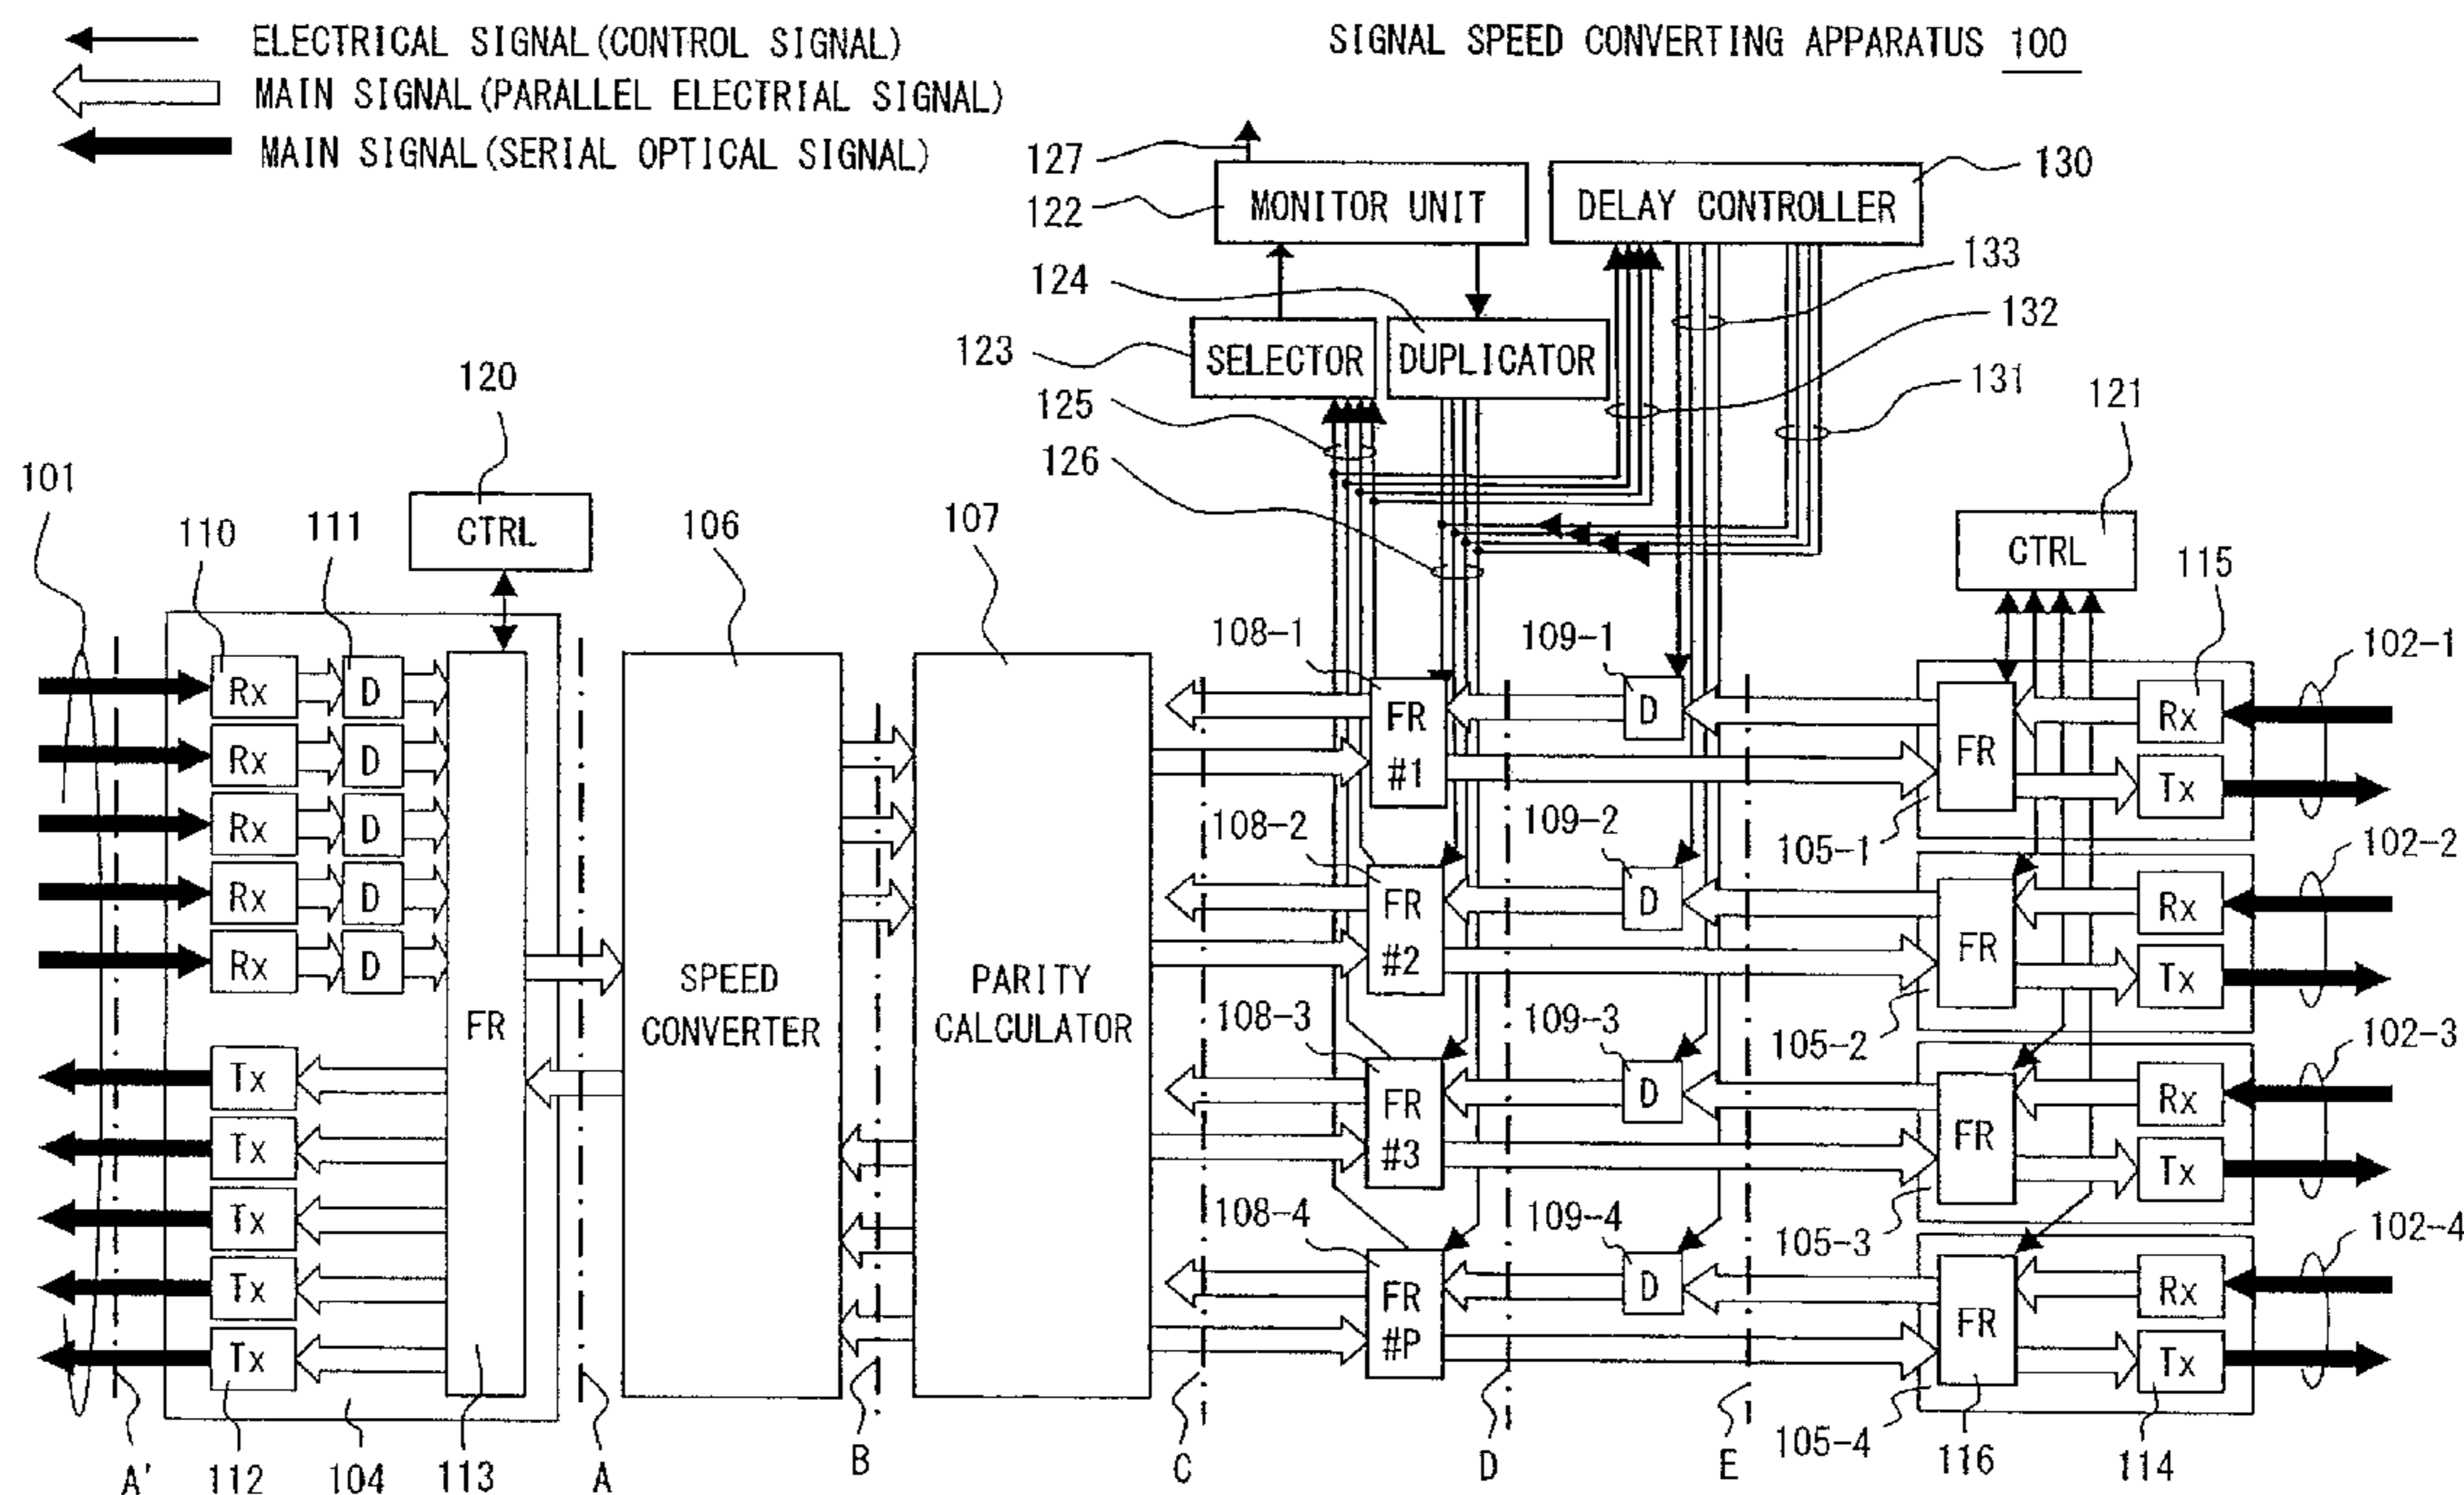 ELECTRICAL SIGNAL(CONTROL SIGNAL)
MAIN SIGNAL(PARALLEL ELECTRIAL SIGNAL)
MAIN SIGNAL(SERIAL OPTICAL SIGNAL)
SIGNAL SPEED CONVERTING APPARATUS 100
127
130
122
MONITOR UNIT
DELAY CONTROLLER
124
133
132
123
SELECTOR
DUPLICATOR
120
131
125
121
126
101
110
111
CTRL
106
107
CTRL
115
108-1
109-1
102-1
Rx
D
FR
#1
D
FR
Rx
Rx
D
Tx
Rx
D
108-2
109-2
105-1
102-2
Rx
D
FR
#2
D
FR
Rx
Rx
D
Tx
FR
SPEED
CONVERTER
PARITY
CALCULATOR
108-3
109-3
105-2
102-3
Tx
FR
#3
D
FR
Rx
Tx
Tx
Tx
108-4
109-4
105-3
102-4
Tx
FR
#P
D
FR
Rx
Tx
Tx
105-4
A'
112
104
113
A
B
C
D
E
116
114